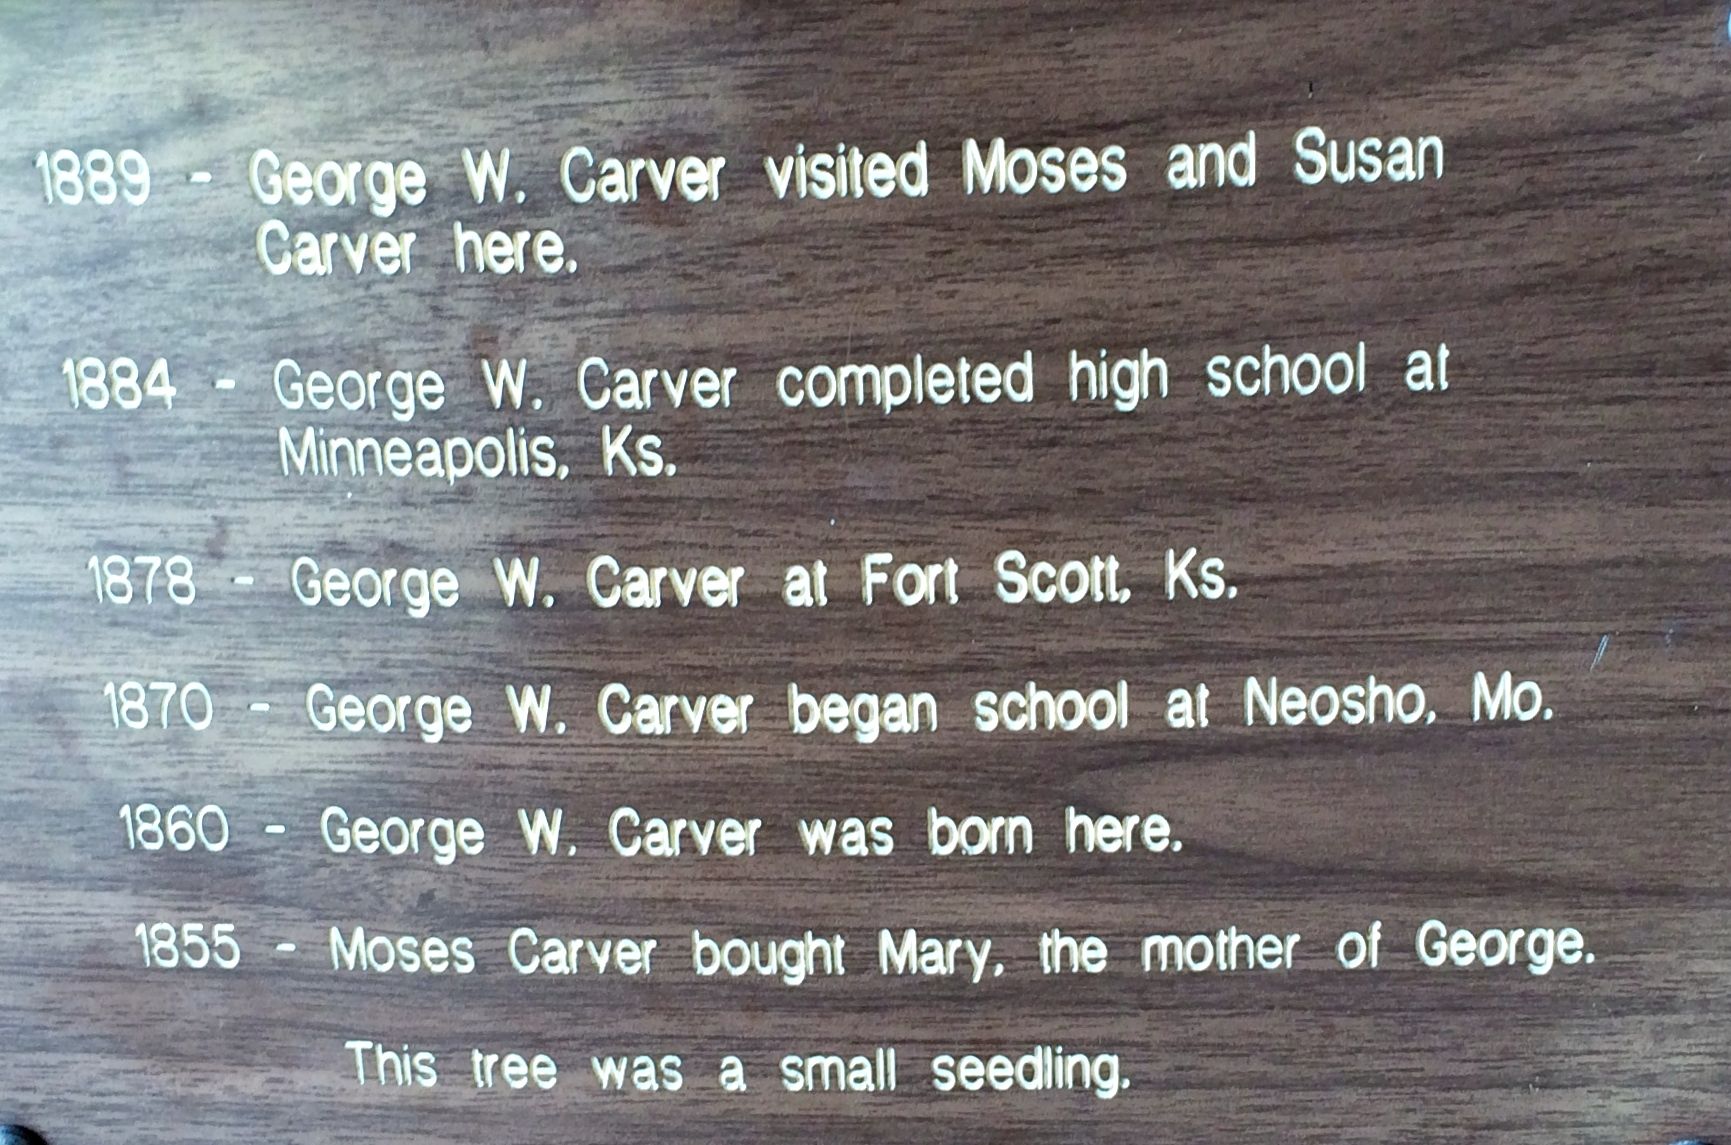 1889 - George W. Carver visited Moses and Susan
Carver here.
1884 - George W. Carver completed high school at
Minneapolis, Ks.
1878 - George W. Carver at Fort Scott, Ks.
1870 - George W. Carver began school at Neosho, Mo.
1860 - George W. Carver was born here.
1855 - Moses Carver bought Mary, the mother of George.
This tree was a small seedling.